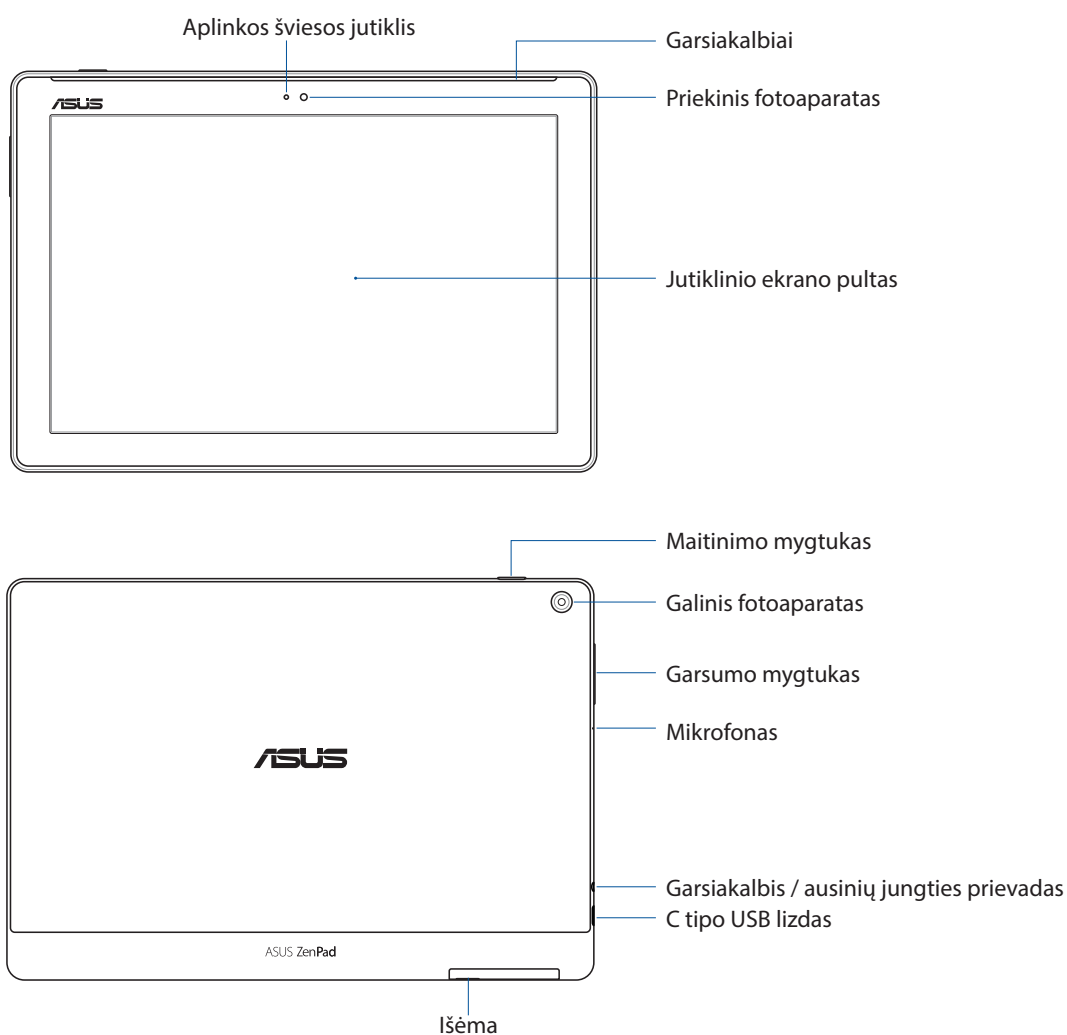 Aplinkos šviesos jutiklis
Garsiakalbiai
ASUS
Priekinis fotoaparatas
Jutiklinio ekrano pultas
Maitinimo mygtukas
Galinis fotoaparatas
Garsumo mygtukas
Mikrofonas
ASUS
Garsiakalbis / ausinių jungties prievadas
C tipo USB lizdas
ASUS ZenPad
Išėma